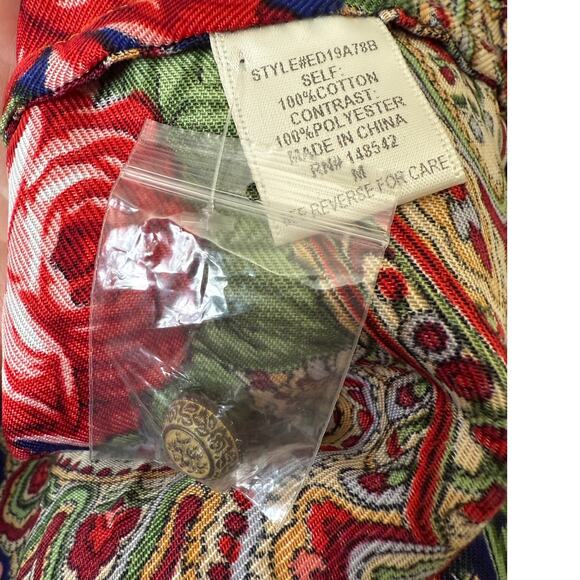 STYLE#ED19A78B
SELF:
100%COTTON
CONTRAST:
100%POLYESTER
MADE IN CHINA
RN# 148542
M
REVERSE FOR CARE